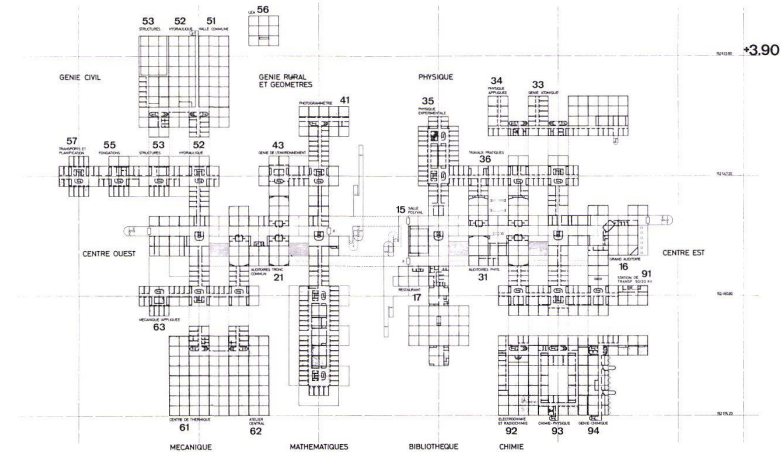 53 52 51 56
STRUCTURES HYDRAULIQUE HALLE COMMUNE LEA
+3.90
GENIE CIVIL
GENIE RURAL
ET GEOMETRES
PHYSIQUE
34 33
PHYSIQUE
APPLIQUEE
GENIE ATOMIQUE
41
PHOTOGRAMMETRIE
35
PHYSIQUE
EXPERIMENTALE
57 55 53 52
TRANSPORTS ET
PLANIFICATION
FONDATIONS
STRUCTURES
HYDRAULIQUE
43
GENIE DE L'ENVIRONNEMENT
TRAVAUX PRATIQUES
36
15
SALLE
POLYVAL.
CENTRE OUEST
CENTRE EST
AUDITOIRES TRONC
COMMUN
21
AUDITOIRES PHYS.
31
GRAND AUDITOIRE
16
91
STATION DE
RESTAURANT
17
MECANIQUE APPLIQUEE
63
CENTRE DE THERMIQUE
61
ATELIER
CENTRAL
62
ELECTROCHIMIE
ET RADIOCHIMIE
92
CHIMIE-PHYSIQUE
93
GENIE-CHIMIQUE
94
MECANIQUE
MATHEMATIQUES
BIBLIOTHEQUE
CHIMIE